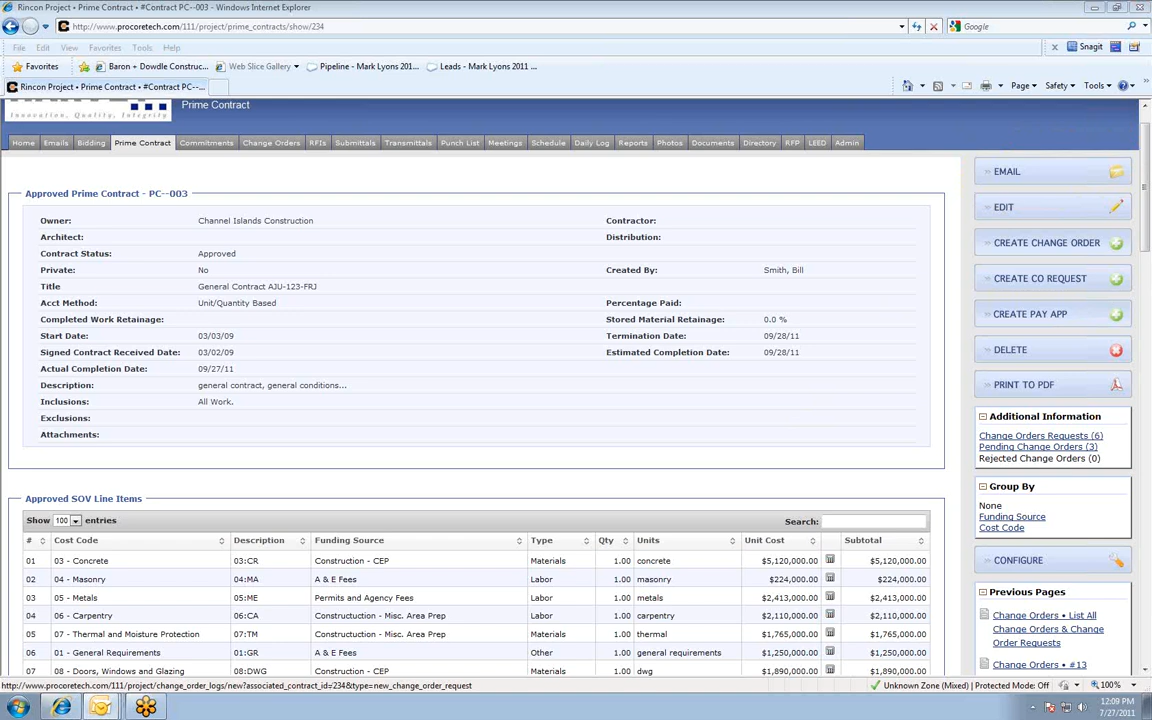 Rincon Project • Prime Contract • #Contract PC--003 - Windows Internet Explorer
http://www.procoretech.com/111/project/prime_contracts/show/234
Google
File Edit View Favorites Tools Help
x Snagit
Favorites Baron + Dowdle Construc... Web Slice Gallery Pipeline - Mark Lyons 201... Leads - Mark Lyons 2011 ...
Rincon Project • Prime Contract • #Contract PC--...
Page Safety Tools
Innovation, Quality, Integrity
Prime Contract
Home Emails Bidding Prime Contract Commitments Change Orders RFIs Submittals Transmittals Punch List Meetings Schedule Daily Log Reports Photos Documents Directory RFP LEED Admin
Approved Prime Contract - PC--003
Owner: Channel Islands Construction Contractor:
Architect: Distribution:
Contract Status: Approved
Private: No Created By: Smith, Bill
Title General Contract AJU-123-FRJ
Acct Method: Unit/Quantity Based Percentage Paid:
Completed Work Retainage: Stored Material Retainage: 0.0 %
Start Date: 03/03/09 Termination Date: 09/28/11
Signed Contract Received Date: 03/02/09 Estimated Completion Date: 09/28/11
Actual Completion Date: 09/27/11
Description: general contract, general conditions...
Inclusions: All Work.
Exclusions:
Attachments:
Approved SOV Line Items
Show 100 entries Search:
# Cost Code Description Funding Source Type Qty Units Unit Cost Subtotal
01 03 - Concrete 03:CR Construction - CEP Materials 1.00 concrete $5,120,000.00 $5,120,000.00
02 04 - Masonry 04:MA A & E Fees Labor 1.00 masonry $224,000.00 $224,000.00
03 05 - Metals 05:ME Permits and Agency Fees Labor 1.00 metals $2,413,000.00 $2,413,000.00
04 06 - Carpentry 06:CA Constructuction - Misc. Area Prep Labor 1.00 carpentry $2,110,000.00 $2,110,000.00
05 07 - Thermal and Moisture Protection 07:TM Constructuction - Misc. Area Prep Materials 1.00 thermal $1,765,000.00 $1,765,000.00
06 01 - General Requirements 01:GR A & E Fees Other 1.00 general requirements $1,250,000.00 $1,250,000.00
07 08 - Doors, Windows and Glazing 08:DWG Construction - CEP Materials 1.00 dwg $1,890,000.00 $1,890,000.00
EMAIL
EDIT
CREATE CHANGE ORDER
CREATE CO REQUEST
CREATE PAY APP
DELETE
PRINT TO PDF
Additional Information
Change Orders Requests (6)
Pending Change Orders (3)
Rejected Change Orders (0)
Group By
None
Funding Source
Cost Code
CONFIGURE
Previous Pages
Change Orders • List All
Change Orders & Change
Order Requests
Change Orders • #13
http://www.procoretech.com/111/project/change_order_logs/new?associated_contract_id=234&type=new_change_order_request
Unknown Zone (Mixed) | Protected Mode: Off 100%
12:09 PM
7/27/2011